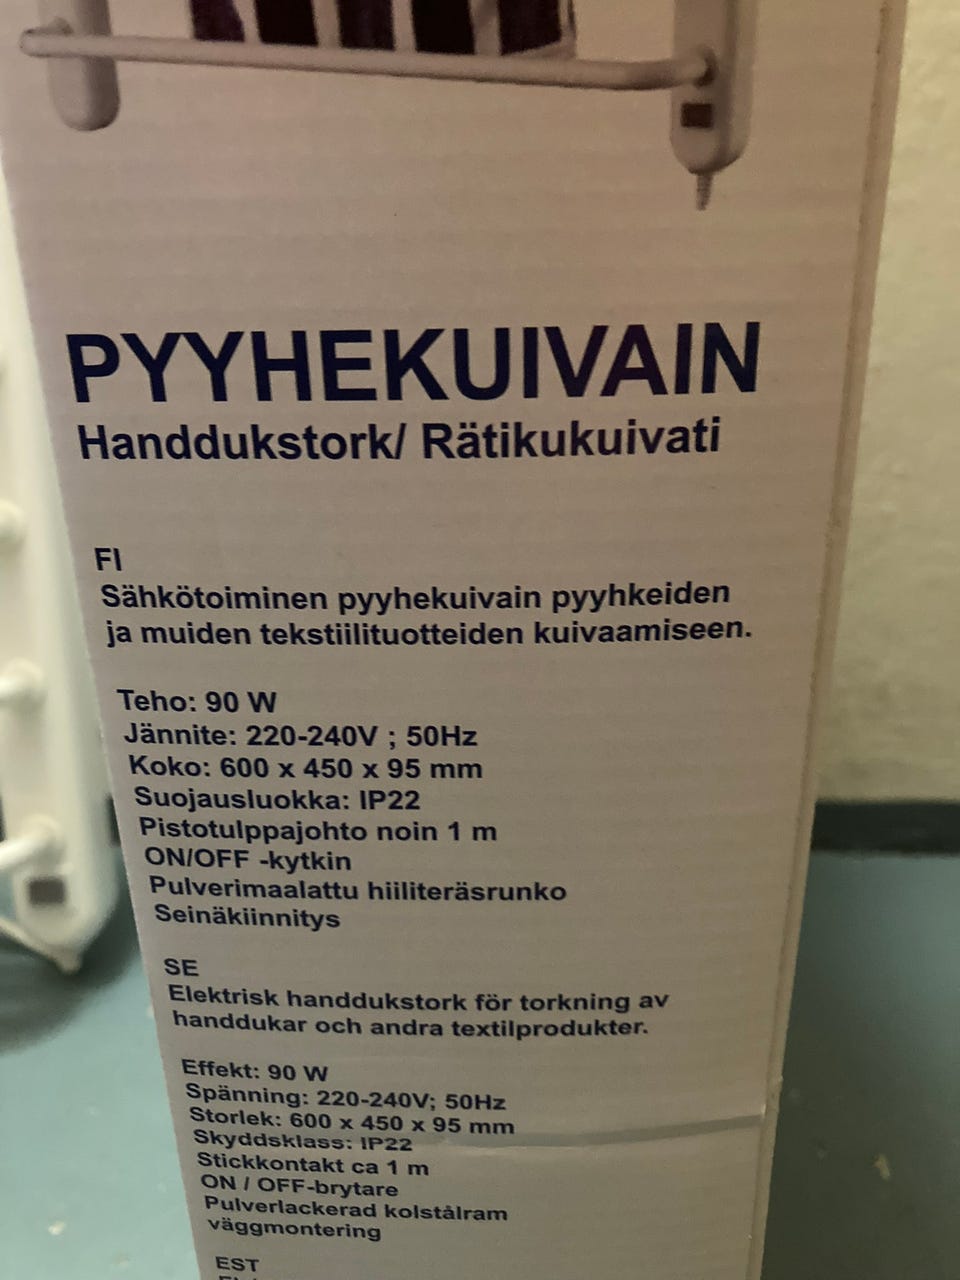 PYYHEKUIVAIN
Handdukstork/ Rätikukuivati
FI
Sähkötoiminen pyyhekuivain pyyhkeiden
ja muiden tekstiilituotteiden kuivaamiseen.
Teho: 90 W
Jännite: 220-240V ; 50Hz
Koko: 600 x 450 x 95 mm
Suojausluokka: IP22
Pistotulppajohto noin 1 m
ON/OFF -kytkin
Pulverimaalattu hiiliteräsrunko
Seinäkiinnitys
SE
Elektrisk handdukstork för torkning av
handdukar och andra textilprodukter.
Effekt: 90 W
Spänning: 220-240V; 50Hz
Storlek: 600 x 450 x 95 mm
Skyddsklass: IP22
Stickkontakt ca 1 m
ON / OFF-brytare
Pulverlackerad kolstålram
väggmontering
EST